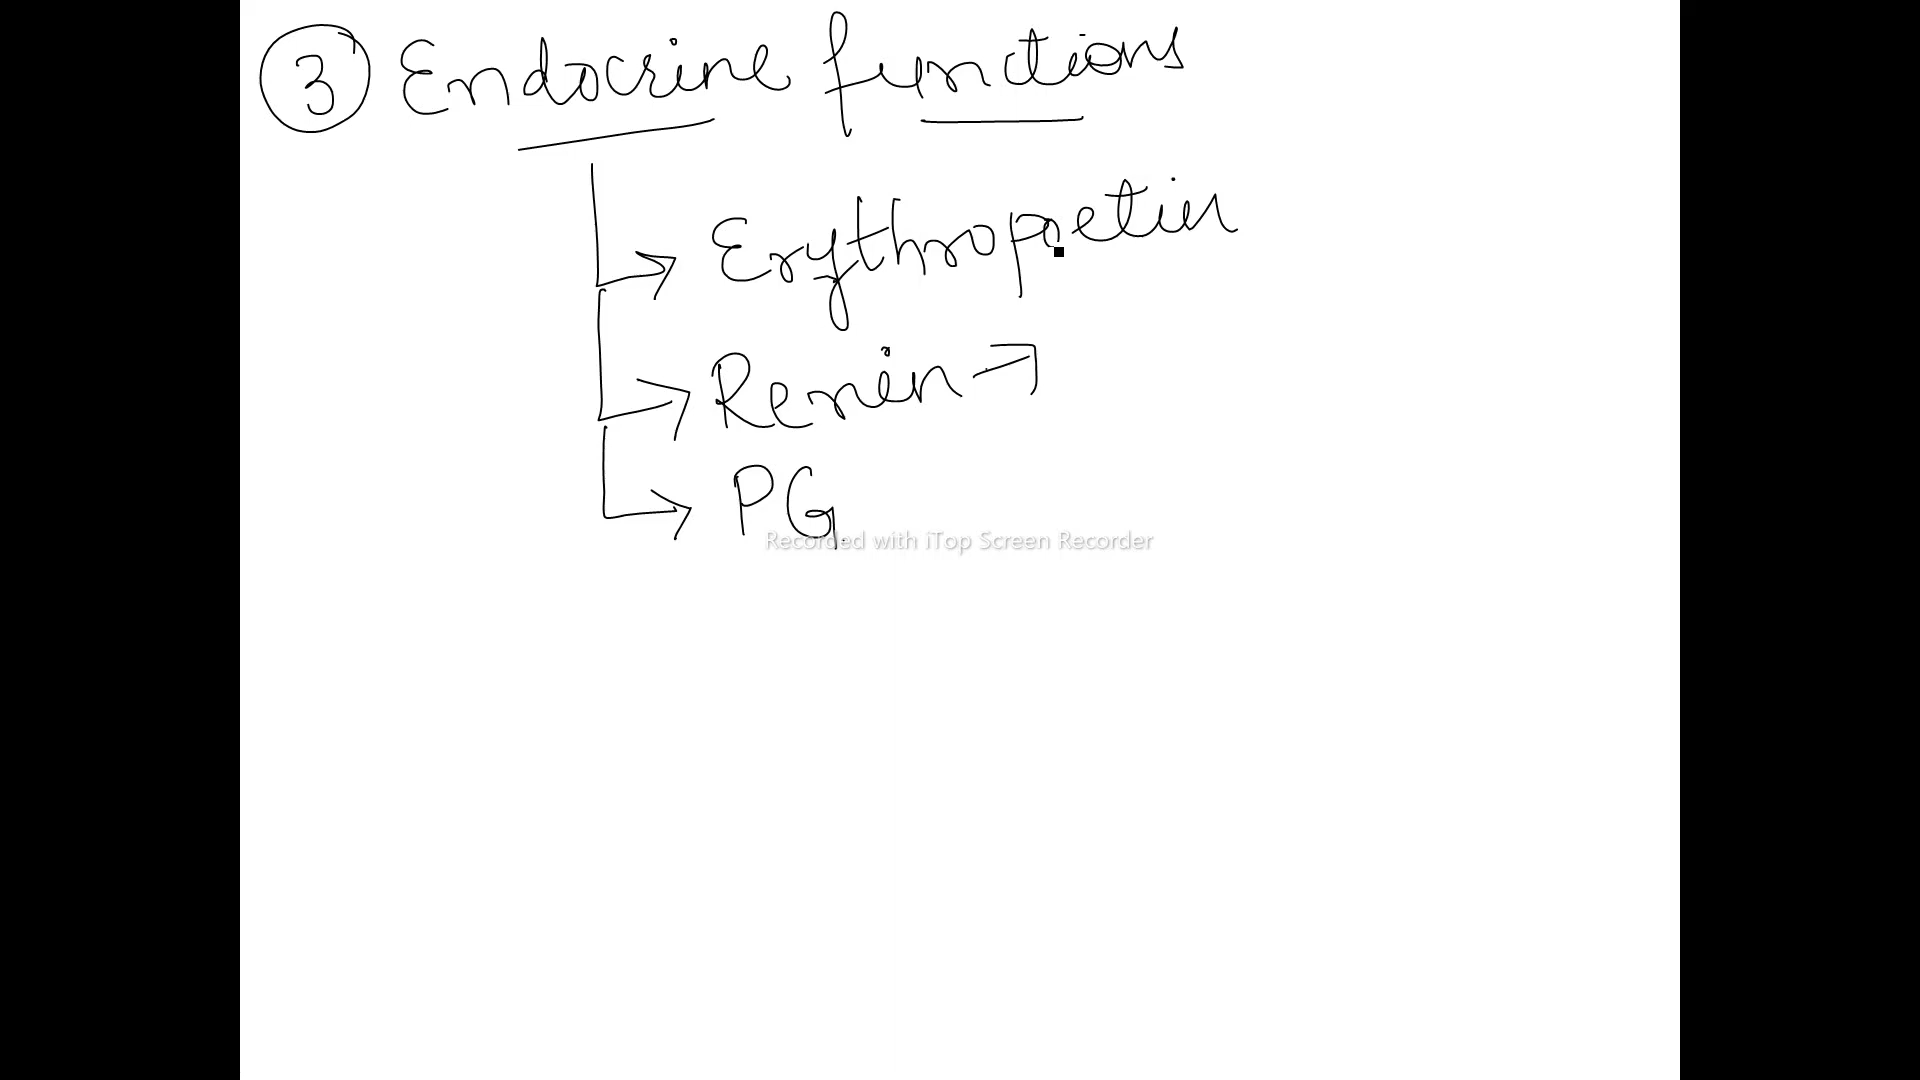 3 Endocrine functions
→ Erythropoetin
→ Renin →
→ PG
Recorded with iTop Screen Recorder